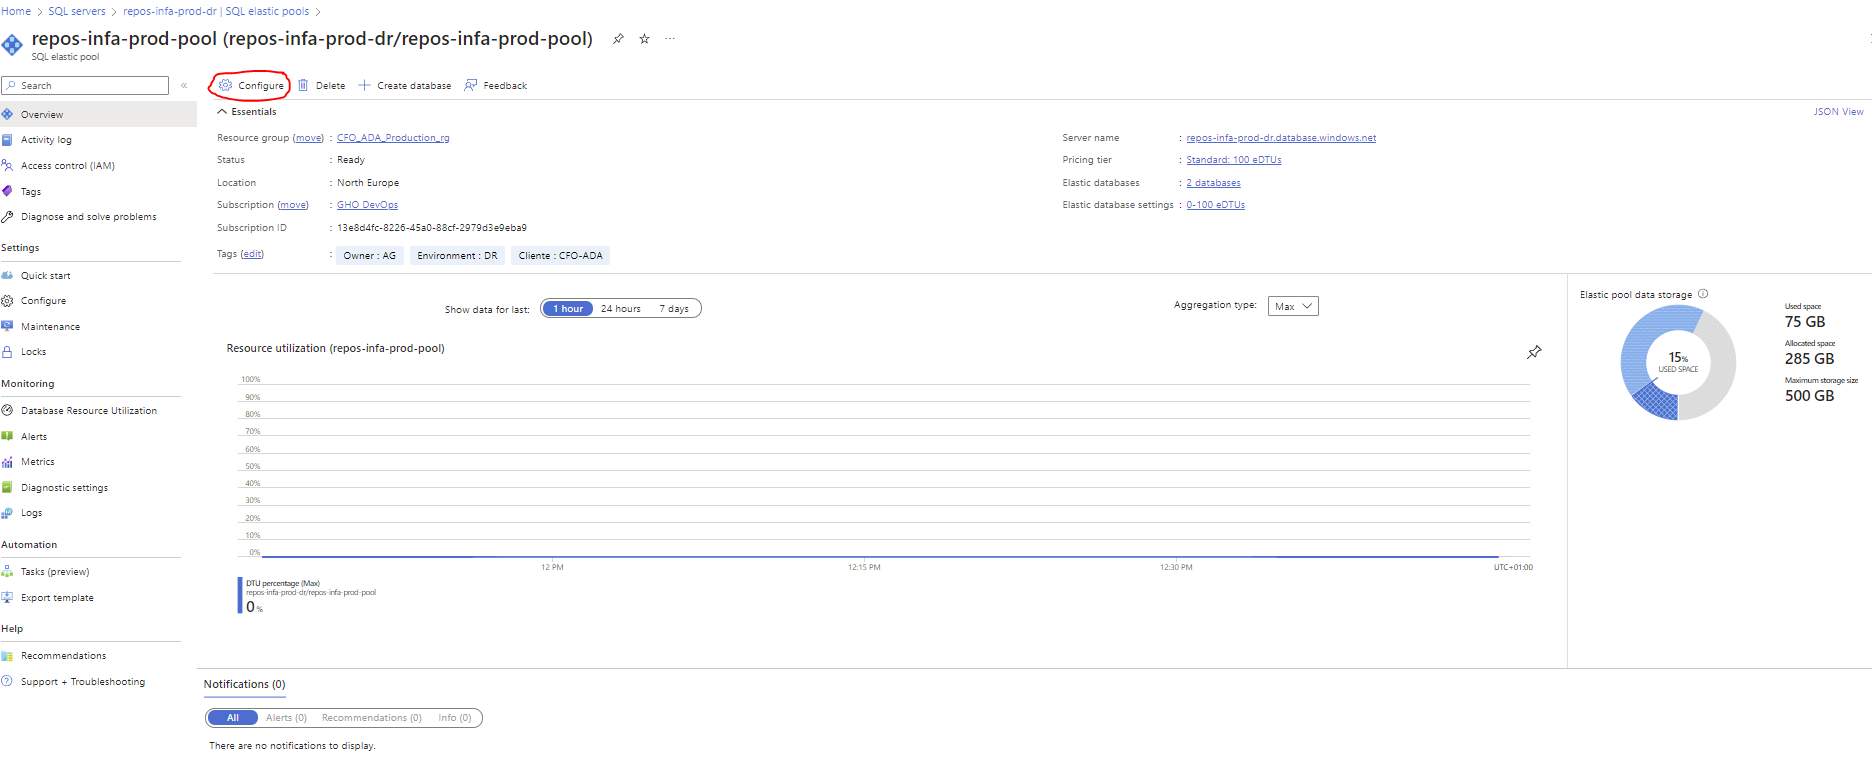 Home > SQL servers > repos-infa-prod-dr | SQL elastic pools >
repos-infa-prod-pool (repos-infa-prod-dr/repos-infa-prod-pool) ...
SQL elastic pool
Search «
Configure Delete Create database Feedback
Overview
Activity log
Access control (IAM)
Tags
Diagnose and solve problems
Settings
Quick start
Configure
Maintenance
Locks
Monitoring
Database Resource Utilization
Alerts
Metrics
Diagnostic settings
Logs
Automation
Tasks (preview)
Export template
Help
Recommendations
Support + Troubleshooting
Essentials
JSON View
Resource group (move) : CFO_ADA_Production_rg
Status : Ready
Location : North Europe
Subscription (move) : GHO DevOps
Subscription ID : 13e8d4fc-8226-45a0-88cf-2979d3e9eba9
Tags (edit) : Owner : AG Environment : DR Cliente : CFO-ADA
Server name : repos-infa-prod-dr.database.windows.net
Pricing tier : Standard: 100 eDTUs
Elastic databases : 2 databases
Elastic database settings : 0-100 eDTUs
Show data for last: 1 hour 24 hours 7 days
Aggregation type: Max
Resource utilization (repos-infa-prod-pool)
100%
90%
80%
70%
60%
50%
40%
30%
20%
10%
0%
12 PM 12:15 PM 12:30 PM UTC+01:00
DTU percentage (Max)
repos-infa-prod-dr/repos-infa-prod-pool
0 %
Elastic pool data storage
15%
USED SPACE
Used space
75 GB
Allocated space
285 GB
Maximum storage size
500 GB
Notifications (0)
All Alerts (0) Recommendations (0) Info (0)
There are no notifications to display.